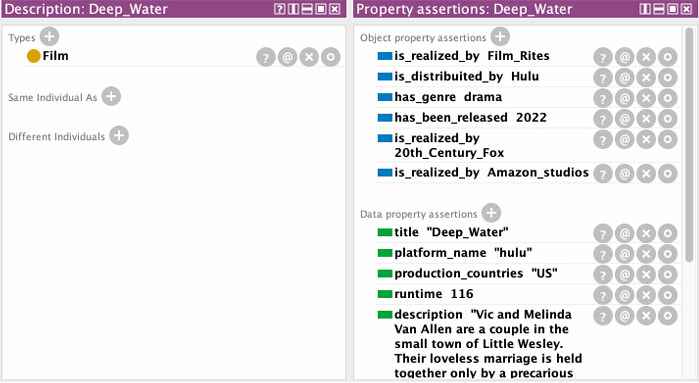 Description: Deep_Water
Types
Film
Same Individual As
Different Individuals
Property assertions: Deep_Water
Object property assertions
is_realized_by Film_Rites
is_distribuited_by Hulu
has_genre drama
has_been_released 2022
is_realized_by
20th_Century_Fox
is_realized_by Amazon_studios
Data property assertions
title "Deep_Water"
platform_name "hulu"
production_countries "US"
runtime 116
description "Vic and Melinda
Van Allen are a couple in the
small town of Little Wesley.
Their loveless marriage is held
together only by a precarious